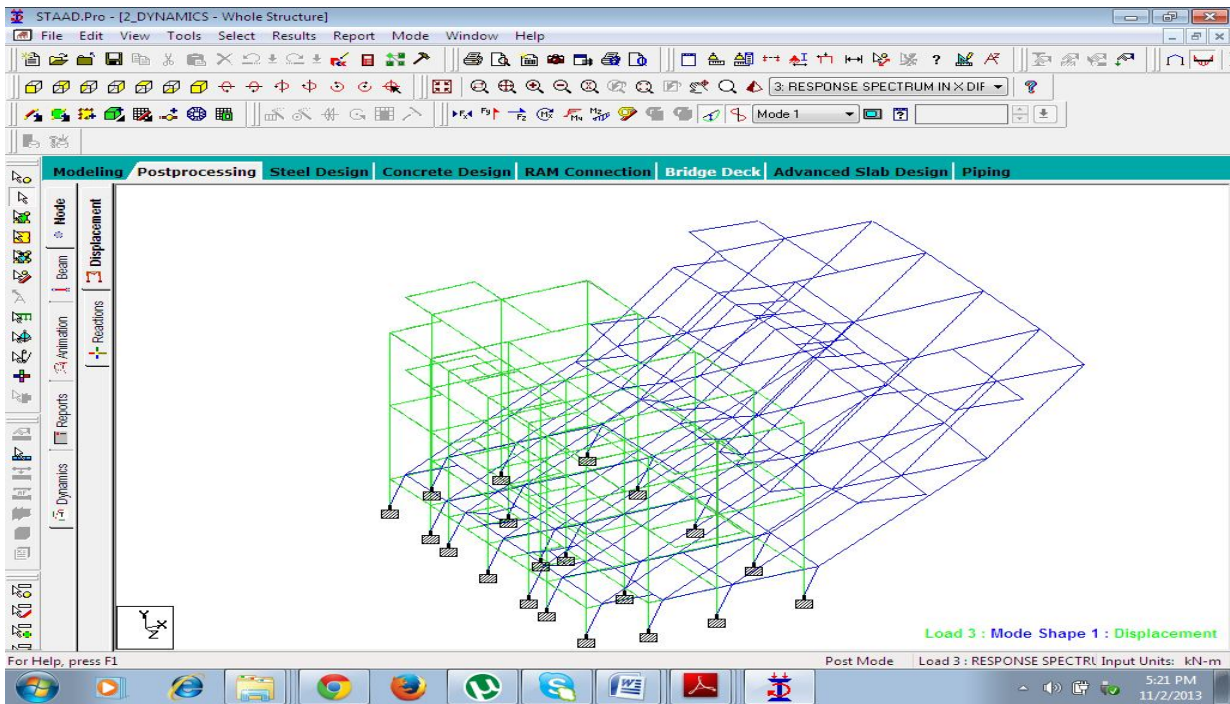 STAAD.Pro - [2_DYNAMICS - Whole Structure]
File Edit View Tools Select Results Report Mode Window Help
3: RESPONSE SPECTRUM IN X DIF
Mode 1
Modeling Postprocessing Steel Design Concrete Design RAM Connection Bridge Deck Advanced Slab Design Piping
Node
Beam
Animation
Reports
Dynamics
Displacement
Reactions
Y
X
Z
Load 3 : Mode Shape 1 : Displacement
For Help, press F1
Post Mode Load 3 : RESPONSE SPECTRU Input Units: kN-m
5:21 PM
11/2/2013